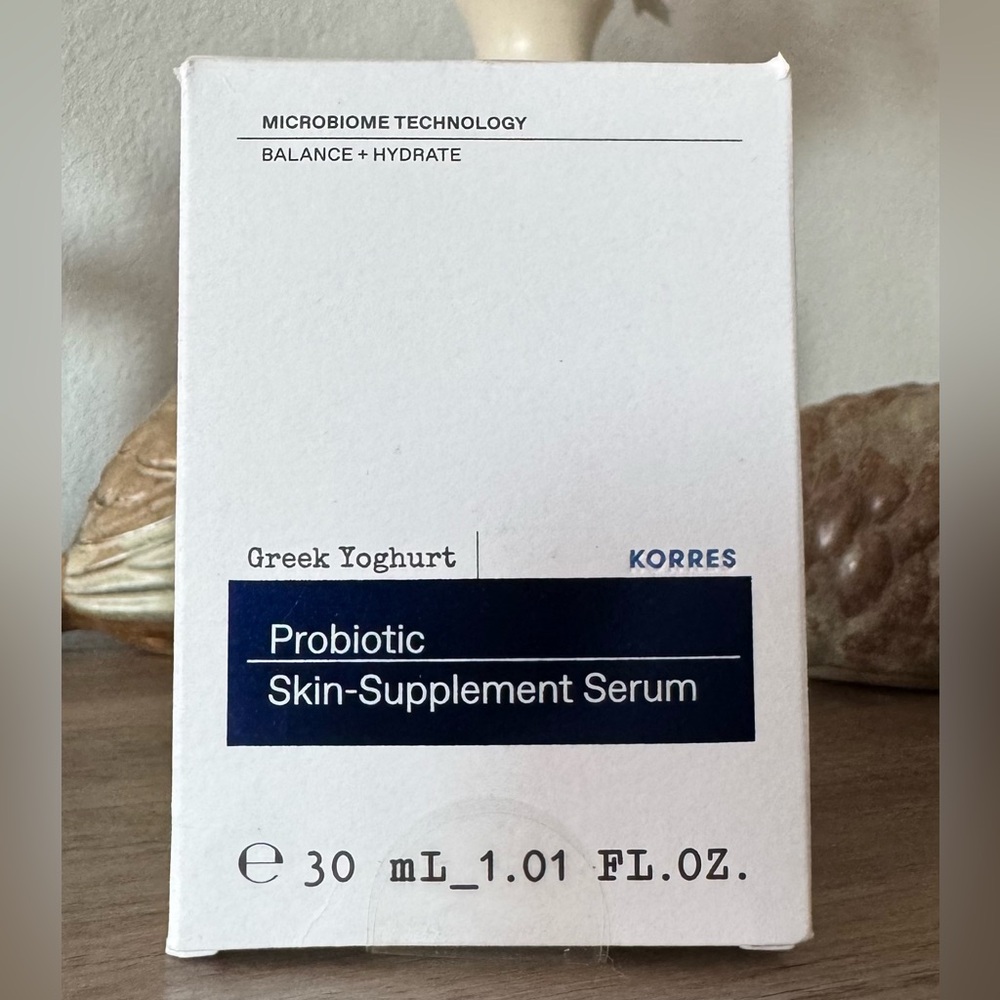 MICROBIOME TECHNOLOGY
BALANCE + HYDRATE
Greek Yoghurt
KORRES
Probiotic
Skin-Supplement Serum
℮ 30 mL_1.01 FL.OZ.